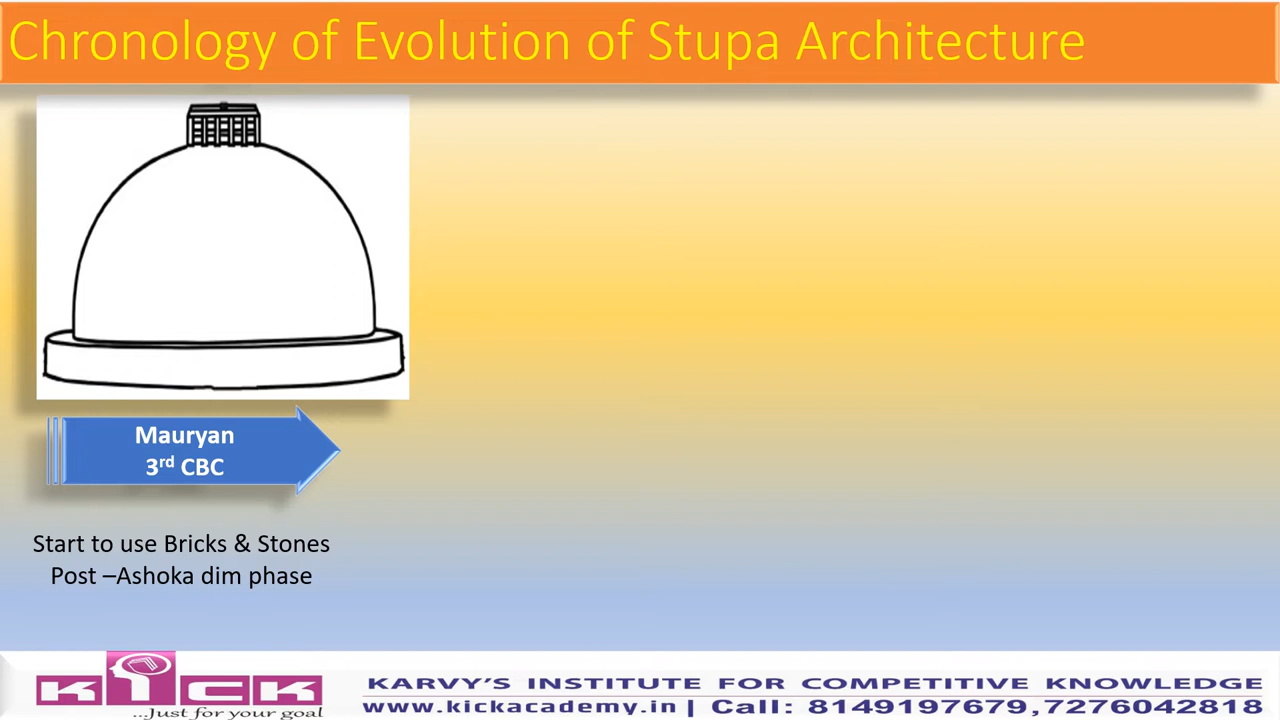 Chronology of Evolution of Stupa Architecture
Mauryan
3rd CBC
Start to use Bricks & Stones
Post –Ashoka dim phase
KICK
...Just for your goal
KARVY'S INSTITUTE FOR COMPETITIVE KNOWLEDGE
www.kickacademy.in | Call: 8149197679,7276042818